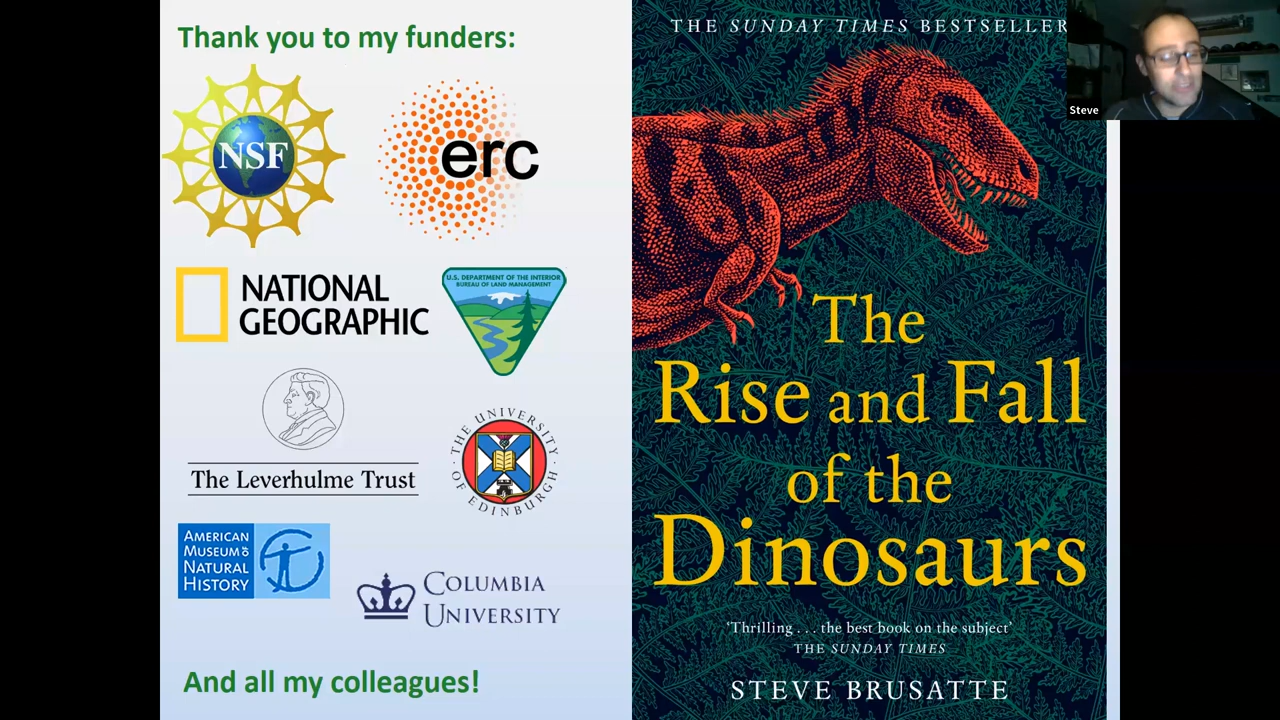 Thank you to my funders:
NSF
erc
NATIONAL
GEOGRAPHIC
U.S. DEPARTMENT OF THE INTERIOR
BUREAU OF LAND MANAGEMENT
The Leverhulme Trust
THE UNIVERSITY
OF EDINBURGH
AMERICAN
MUSEUM OF
NATURAL
HISTORY
COLUMBIA
UNIVERSITY
And all my colleagues!
THE SUNDAY TIMES BESTSELLER
The
Rise and Fall
of the
Dinosaurs
‘Thrilling . . . the best book on the subject’
THE SUNDAY TIMES
STEVE BRUSATTE
Steve